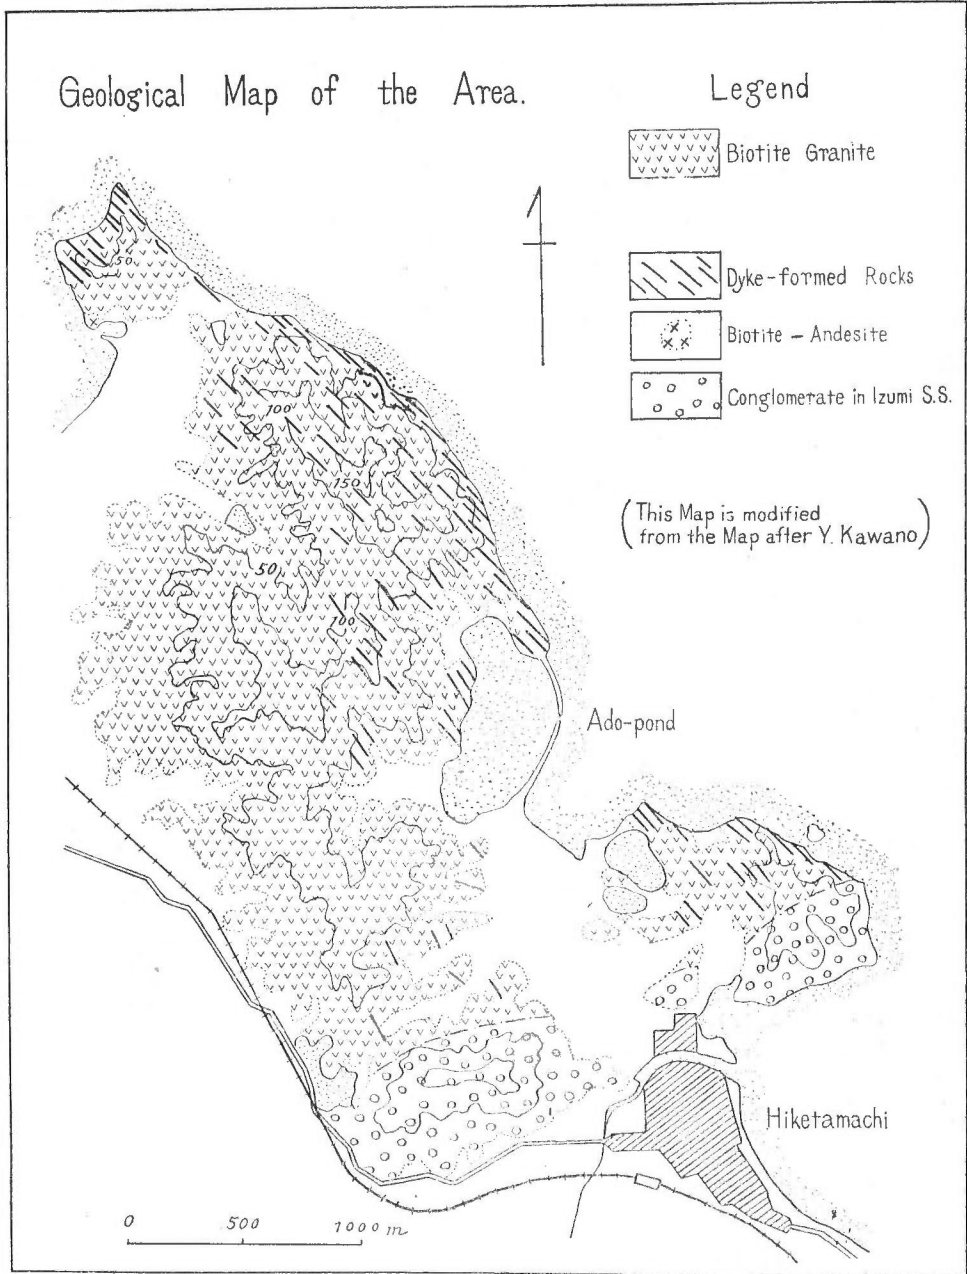 Geological Map of the Area.
Legend
Biotite Granite
Dyke-formed Rocks
Biotite - Andesite
Conglomerate in Izumi S.S.
(This Map is modified
from the Map after Y. Kawano)
50
100
150
50
100
Ado-pond
Hiketamachi
0 500 1000 m